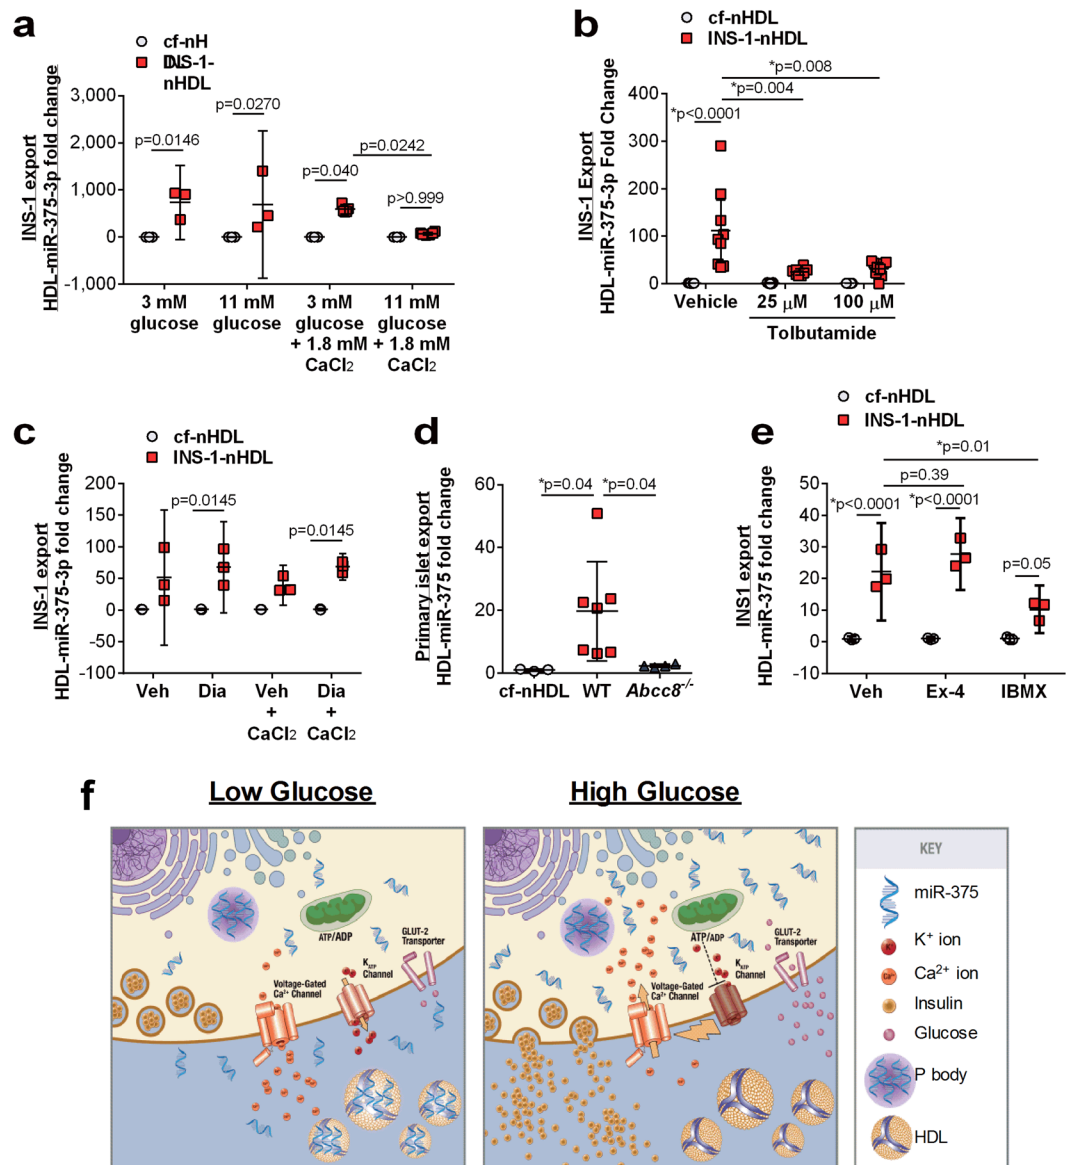 a
cf-nH
DL
INS-1-
nHDL
INS-1 export
HDL-miR-375-3p fold change
3,000
2,000
1,000
0
-1,000
p=0.0146
p=0.0270
p=0.040
p=0.0242
p>0.999
3 mM
glucose
11 mM
glucose
3 mM
glucose
+ 1.8 mM
CaCl2
11 mM
glucose
+ 1.8 mM
CaCl2
b
cf-nHDL
INS-1-nHDL
INS-1 Export
HDL-miR-375-3p Fold Change
400
300
200
100
0
*p=0.008
*p=0.004
*p<0.0001
Vehicle
25 μM
100 μM
Tolbutamide
c
cf-nHDL
INS-1-nHDL
INS-1 export
HDL-miR-375-3p fold change
200
150
100
50
0
-50
-100
p=0.0145
p=0.0145
Veh
Dia
Veh
+
CaCl2
Dia
+
CaCl2
d
Primary islet export
HDL-miR-375 fold change
60
40
20
0
*p=0.04
*p=0.04
cf-nHDL
WT
Abcc8-/-
e
cf-nHDL
INS-1-nHDL
INS1 export
HDL-miR-375 fold change
50
40
30
20
10
0
-10
*p=0.01
p=0.39
*p<0.0001
*p<0.0001
p=0.05
Veh
Ex-4
IBMX
f
Low Glucose
ATP/ADP
GLUT-2
Transporter
KATP
Channel
Voltage-Gated
Ca2+ Channel
High Glucose
ATP/ADP
GLUT-2
Transporter
KATP
Channel
Voltage-Gated
Ca2+ Channel
KEY
miR-375
K+ ion
Ca2+ ion
Insulin
Glucose
P body
HDL